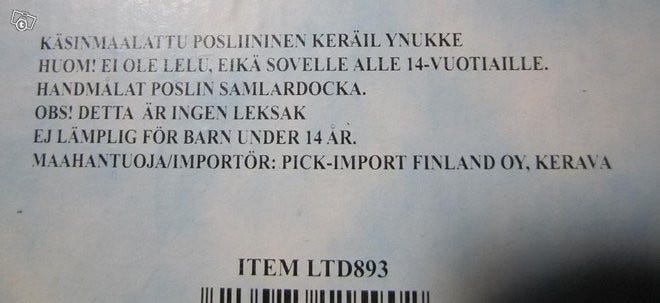 KÄSINMAALATTU POSLIININEN KERÄIL YNUKKE
HUOM! EI OLE LELU, EIKÄ SOVELLE ALLE 14-VUOTIAILLE.
HANDMÅLAT POSLIN SAMLARDOCKA.
OBS! DETTA ÄR INGEN LEKSAK
EJ LÄMPLIG FÖR BARN UNDER 14 ÅR.
MAAHANTUOJA/IMPORTÖR: PICK-IMPORT FINLAND OY, KERAVA
ITEM LTD893